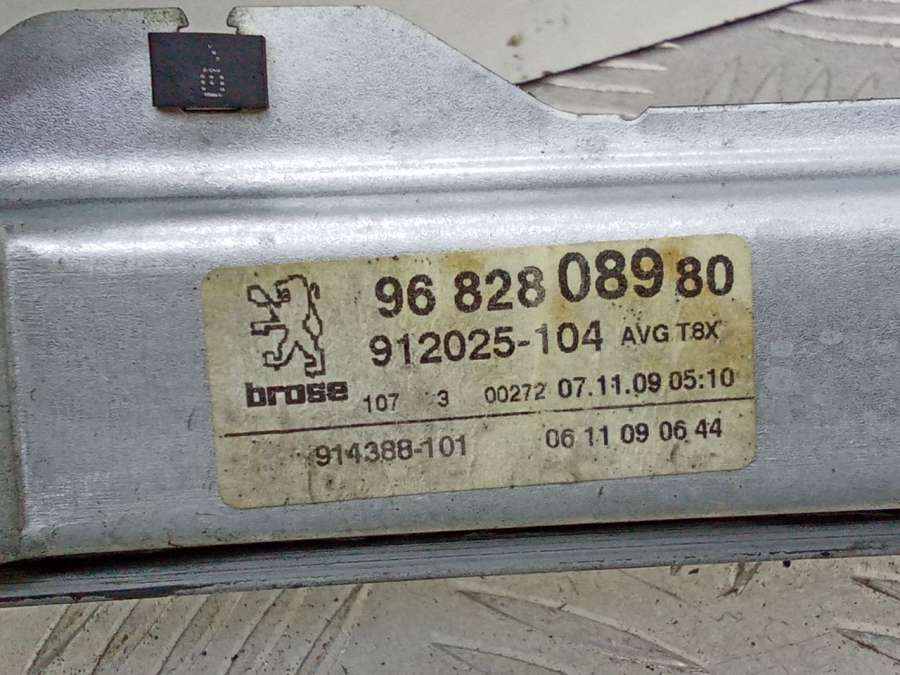 96 828 089 80
912025-104 AVG T8X
brose 107 3 00272 07.11.09 05:10
914388-101 06 11 09 06 44